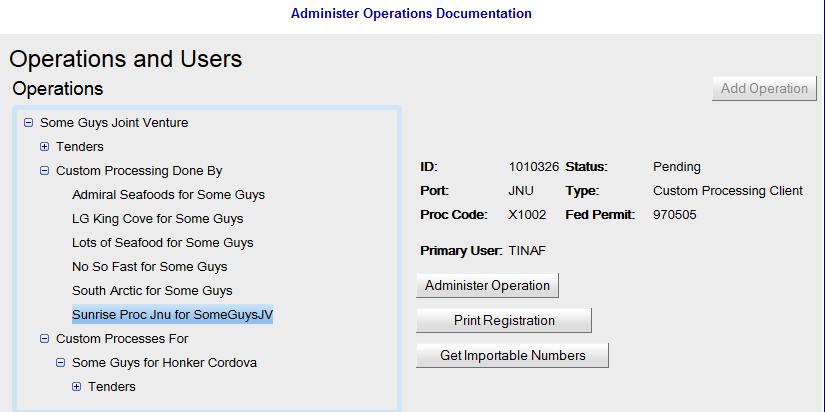 Administer Operations Documentation
Operations and Users
Operations
Add Operation
Some Guys Joint Venture
Tenders
Custom Processing Done By
Admiral Seafoods for Some Guys
LG King Cove for Some Guys
Lots of Seafood for Some Guys
No So Fast for Some Guys
South Arctic for Some Guys
Sunrise Proc Jnu for SomeGuysJV
Custom Processes For
Some Guys for Honker Cordova
Tenders
ID: 1010326 Status: Pending
Port: JNU Type: Custom Processing Client
Proc Code: X1002 Fed Permit: 970505
Primary User: TINAF
Administer Operation
Print Registration
Get Importable Numbers